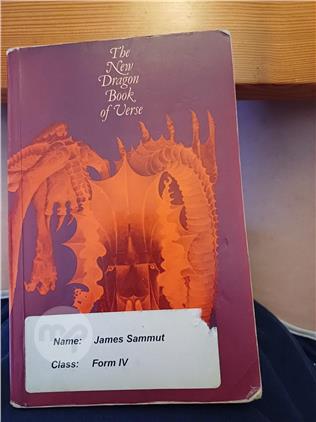 The
New
Dragon
Book
of Verse
Name: James Sammut
Class: Form IV